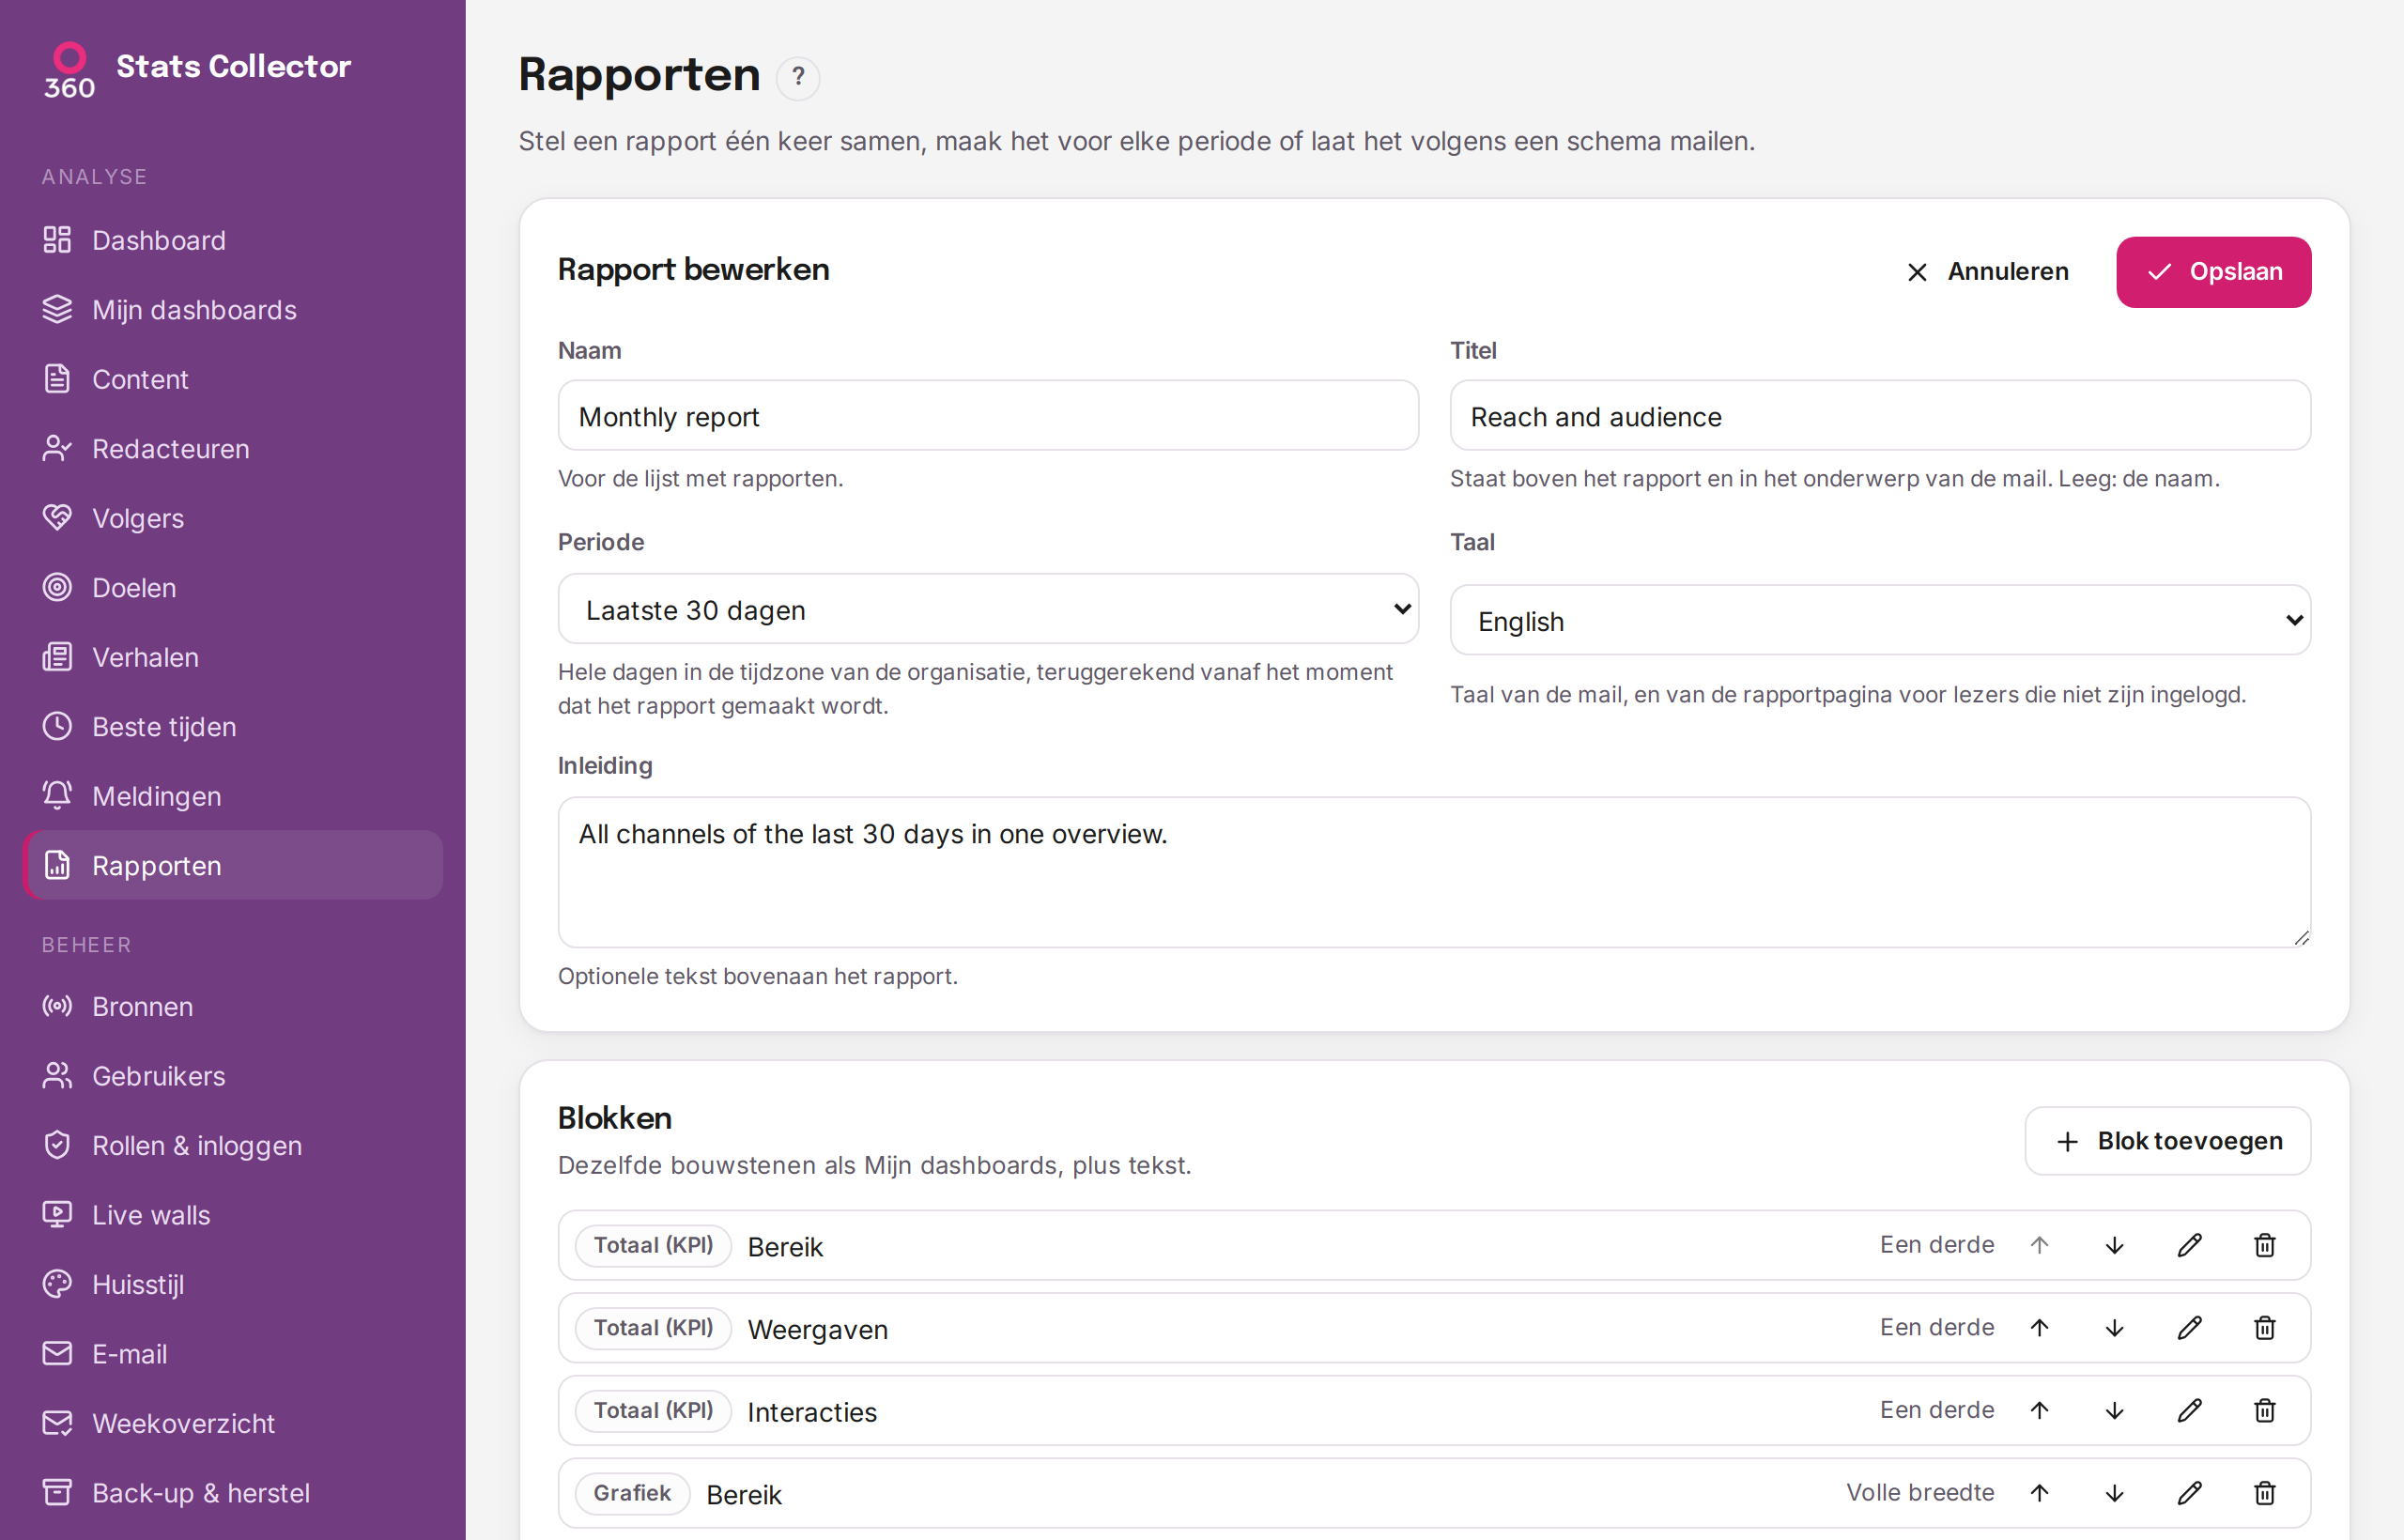 360 Stats Collector
ANALYSE
Dashboard
Mijn dashboards
Content
Redacteuren
Volgers
Doelen
Verhalen
Beste tijden
Meldingen
Rapporten
BEHEER
Bronnen
Gebruikers
Rollen & inloggen
Live walls
Huisstijl
E-mail
Weekoverzicht
Back-up & herstel
Rapporten ?
Stel een rapport één keer samen, maak het voor elke periode of laat het volgens een schema mailen.
Rapport bewerken
Annuleren
Opslaan
Naam
Monthly report
Voor de lijst met rapporten.
Titel
Reach and audience
Staat boven het rapport en in het onderwerp van de mail. Leeg: de naam.
Periode
Laatste 30 dagen
Hele dagen in de tijdzone van de organisatie, teruggerekend vanaf het moment
dat het rapport gemaakt wordt.
Taal
English
Taal van de mail, en van de rapportpagina voor lezers die niet zijn ingelogd.
Inleiding
All channels of the last 30 days in one overview.
Optionele tekst bovenaan het rapport.
Blokken
Dezelfde bouwstenen als Mijn dashboards, plus tekst.
Blok toevoegen
Totaal (KPI) Bereik Een derde
Totaal (KPI) Weergaven Een derde
Totaal (KPI) Interacties Een derde
Grafiek Bereik Volle breedte